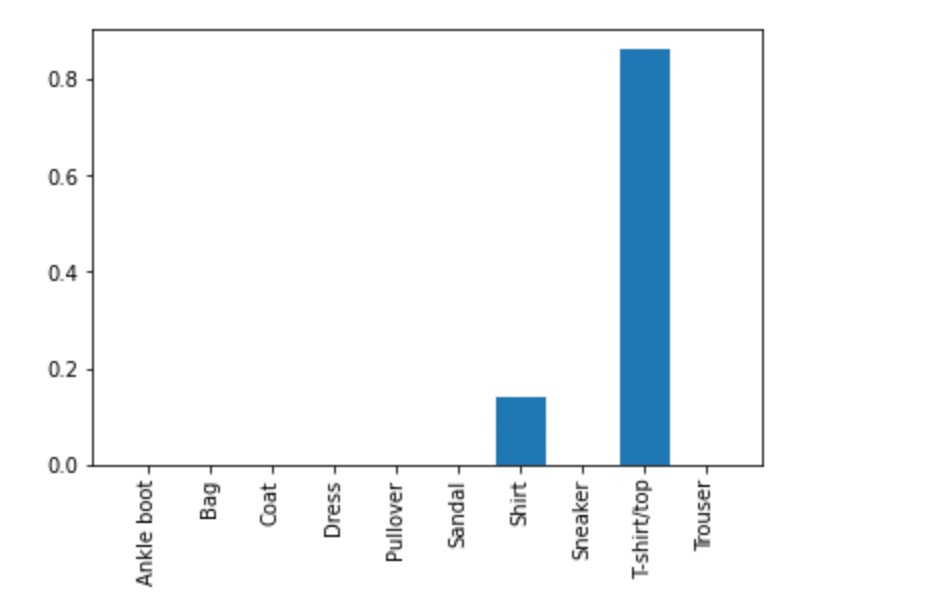 0.8
0.6
0.4
0.2
0.0
Ankle boot
Bag
Coat
Dress
Pullover
Sandal
Shirt
Sneaker
T-shirt/top
Trouser